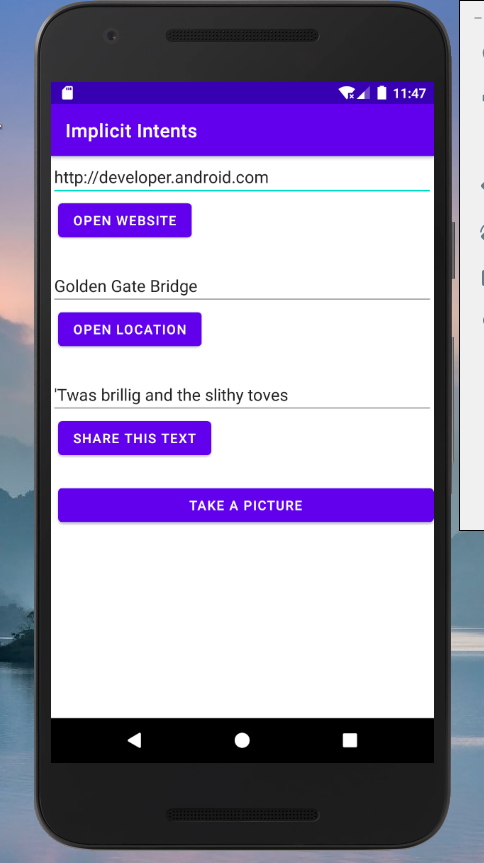 11:47
Implicit Intents
http://developer.android.com
OPEN WEBSITE
Golden Gate Bridge
OPEN LOCATION
'Twas brillig and the slithy toves
SHARE THIS TEXT
TAKE A PICTURE